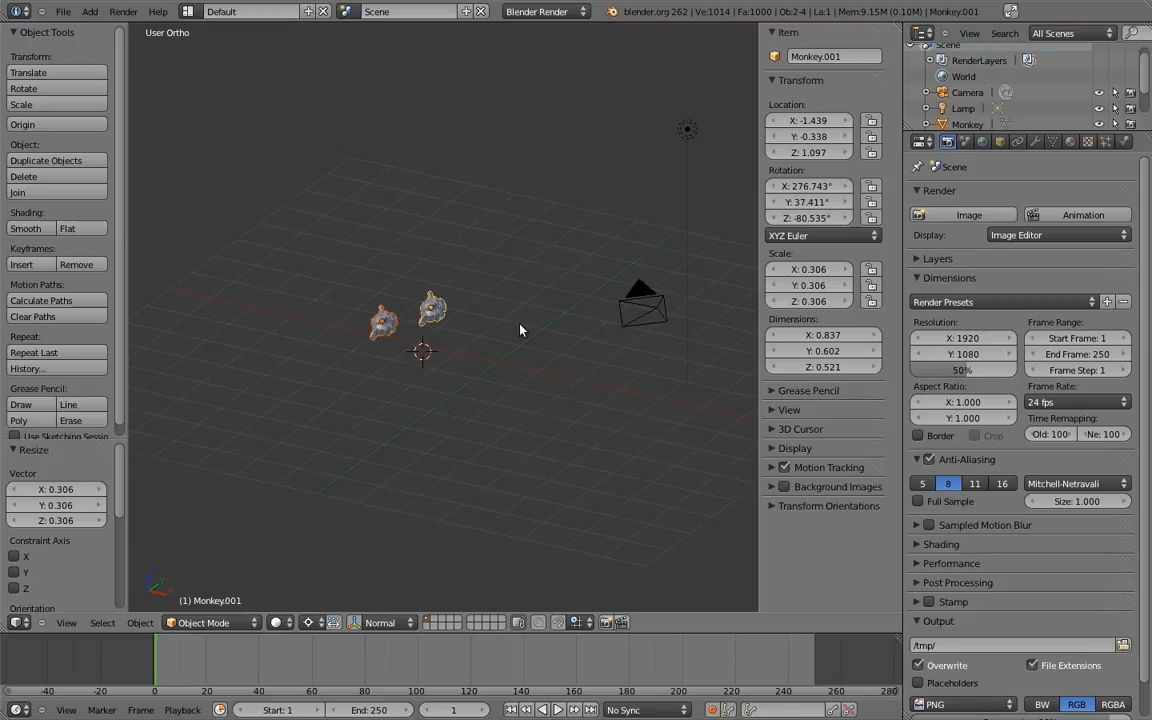 File Add Render Help Default Scene Blender Render blender.org 262 | Ve:1014 | Fa:1000 | Ob:2-4 | La:1 | Mem:9.15M (0.10M) | Monkey.001
Object Tools
Transform:
Translate
Rotate
Scale
Origin
Object:
Duplicate Objects
Delete
Join
Shading:
Smooth Flat
Keyframes:
Insert Remove
Motion Paths:
Calculate Paths
Clear Paths
Repeat:
Repeat Last
History...
Grease Pencil:
Draw Line
Poly Erase
Use Sketching Sessio
Resize
Vector
X: 0.306
Y: 0.306
Z: 0.306
Constraint Axis
X
Y
Z
Orientation
User Ortho
(1) Monkey.001
View Select Object Object Mode Normal
Item
Monkey.001
Transform
Location:
X: -1.439
Y: -0.338
Z: 1.097
Rotation:
X: 276.743°
Y: 37.411°
Z: -80.535°
XYZ Euler
Scale:
X: 0.306
Y: 0.306
Z: 0.306
Dimensions:
X: 0.837
Y: 0.602
Z: 0.521
Grease Pencil
View
3D Cursor
Display
Motion Tracking
Background Images
Transform Orientations
View Search All Scenes
Scene
RenderLayers
World
Camera
Lamp
Monkey
Scene
Render
Image Animation
Display: Image Editor
Layers
Dimensions
Render Presets
Resolution: Frame Range:
X: 1920 Start Frame: 1
Y: 1080 End Frame: 250
50% Frame Step: 1
Aspect Ratio: Frame Rate:
X: 1.000 24 fps
Y: 1.000 Time Remapping:
Border Crop Old: 100 Ne: 100
Anti-Aliasing
5 8 11 16 Mitchell-Netravali
Full Sample Size: 1.000
Sampled Motion Blur
Shading
Performance
Post Processing
Stamp
Output
/tmp/
Overwrite File Extensions
Placeholders
PNG BW RGB RGBA
-40 -20 0 20 40 60 80 100 120 140 160 180 200 220 240 260 280
View Marker Frame Playback Start: 1 End: 250 1 No Sync